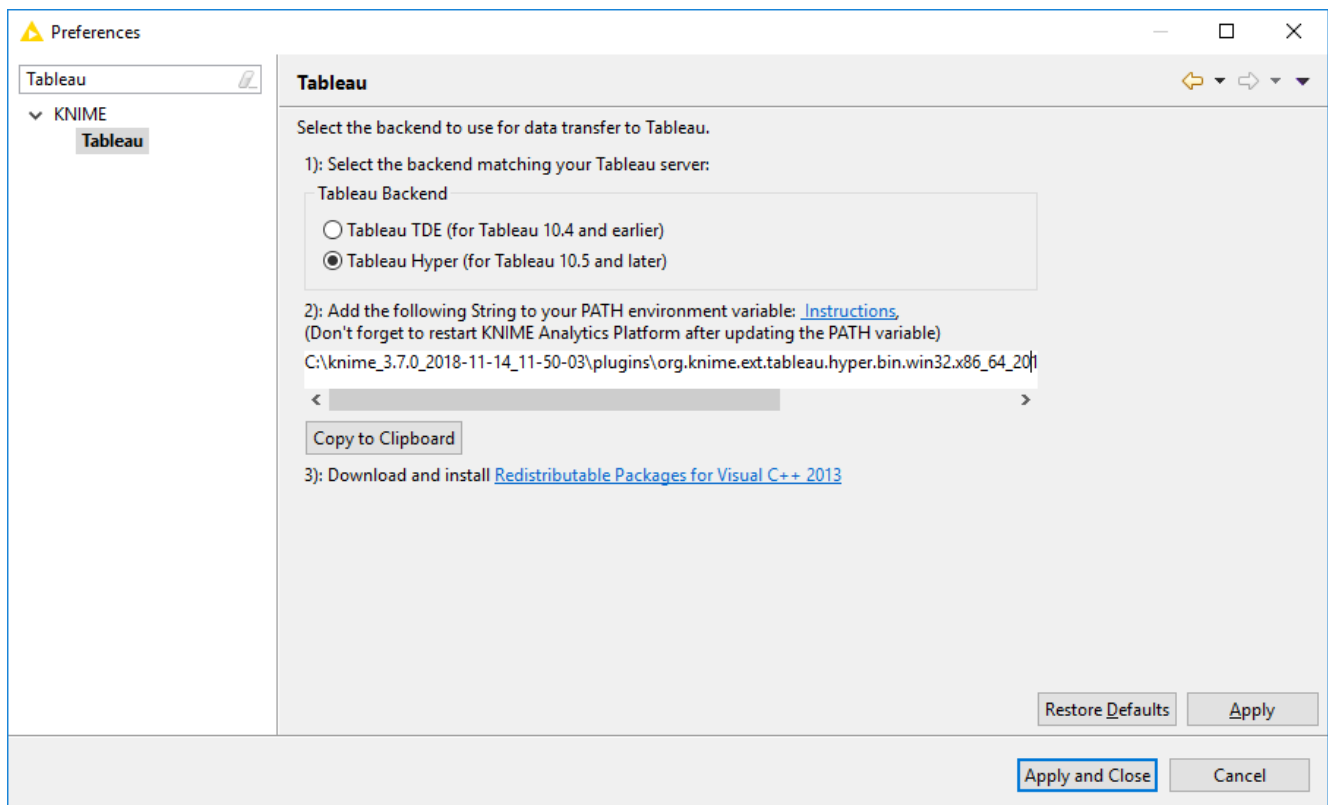 Preferences
Tableau
KNIME
Tableau
Tableau
Select the backend to use for data transfer to Tableau.
1): Select the backend matching your Tableau server:
Tableau Backend
Tableau TDE (for Tableau 10.4 and earlier)
Tableau Hyper (for Tableau 10.5 and later)
2): Add the following String to your PATH environment variable: Instructions,
(Don't forget to restart KNIME Analytics Platform after updating the PATH variable)
C:\knime_3.7.0_2018-11-14_11-50-03\plugins\org.knime.ext.tableau.hyper.bin.win32.x86_64_201
Copy to Clipboard
3): Download and install Redistributable Packages for Visual C++ 2013
Restore Defaults
Apply
Apply and Close
Cancel